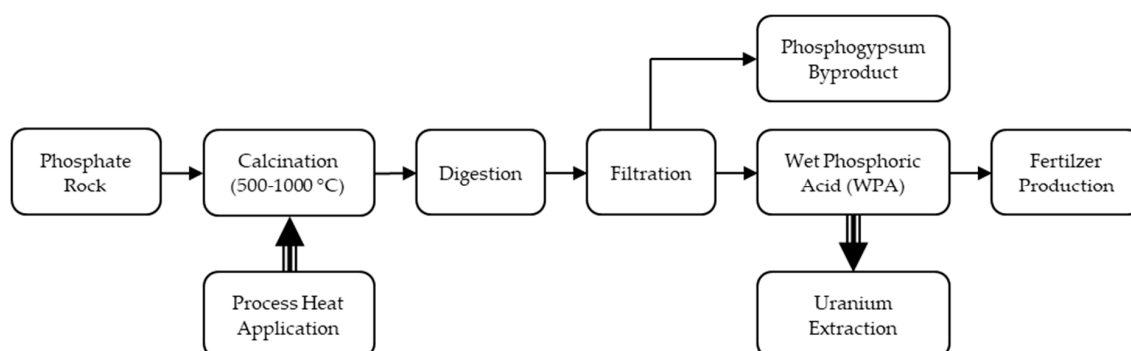 Phosphogypsum
Byproduct
Phosphate
Rock
Calcination
(500-1000 °C)
Digestion
Filtration
Wet Phosphoric
Acid (WPA)
Fertilzer
Production
Process Heat
Application
Uranium
Extraction